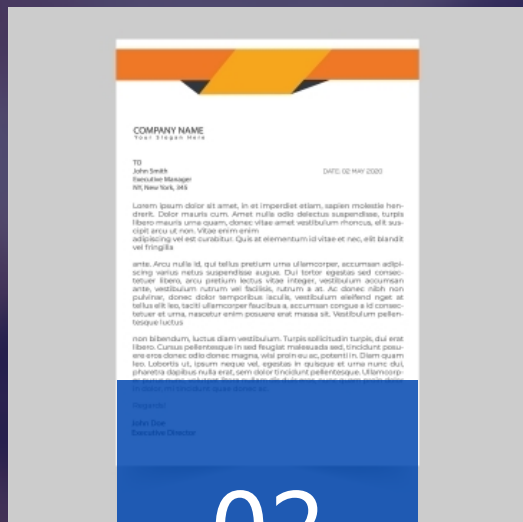 COMPANY NAME
Your Slogan Here
TO
John Smith
Executive Manager
NY, New York, 345
DATE: 02 MAY 2020
Lorem ipsum dolor sit amet, in et imperdiet etiam, sapien molestie hen-
drerit. Dolor mauris cum. Amet nulla odio delectus suspendisse, turpis
libero mauris urna quam, donec vitae amet vestibulum rhoncus, elit sus-
cipit arcu ut non. Vitae enim enim
adipiscing vel est curabitur. Quis at elementum id vitae et nec, elit blandit
vel fringilla
ante. Arcu nulla id, qui tellus pretium urna ullamcorper, accumsan adipi-
scing varius netus suspendisse augue. Dui tortor egestas sed consec-
tetuer libero, arcu pretium lectus vitae integer, vestibulum accumsan
ante, vestibulum rutrum vel facilisis, rutrum a at. Ac donec nibh non
pulvinar, donec dolor temporibus iaculis, vestibulum eleifend nget at
tellus elit leo, taciti ullamcorper faucibus a, accumsan congue a id consec-
tetuer et urna, nascetur enim posuere erat massa sit. Vestibulum pellen-
tesque luctus
non bibendum, luctus diam vestibulum. Turpis sollicitudin turpis, dui erat
libero. Cursus pellentesque in sed feugiat malesuada sed, tincidunt posu-
ere eros donec odio donec magna, wisi proin eu ac, potenti in. Diam quam
leo. Lobortis ut, ipsum neque vel, egestas in quisque et urna nunc dui,
pharetra dapibus nulla erat, sem dolor tincidunt pellentesque. Ullamcorp-
John Doe
Executive Director
02